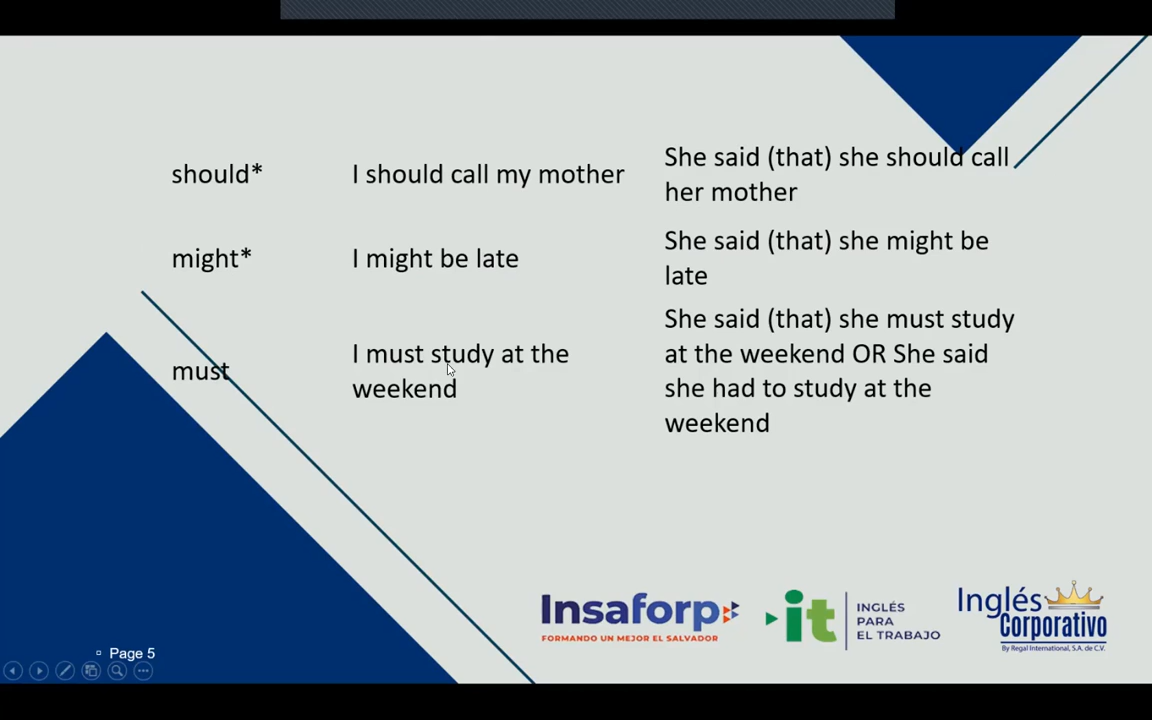 should*
I should call my mother
She said (that) she should call
her mother
might*
I might be late
She said (that) she might be
late
must
I must study at the
weekend
She said (that) she must study
at the weekend OR She said
she had to study at the
weekend
Insaforp
FORMANDO UN MEJOR EL SALVADOR
it
INGLÉS
PARA
EL TRABAJO
Inglés
Corporativo
By Regal International, S.A. de C.V.
Page 5